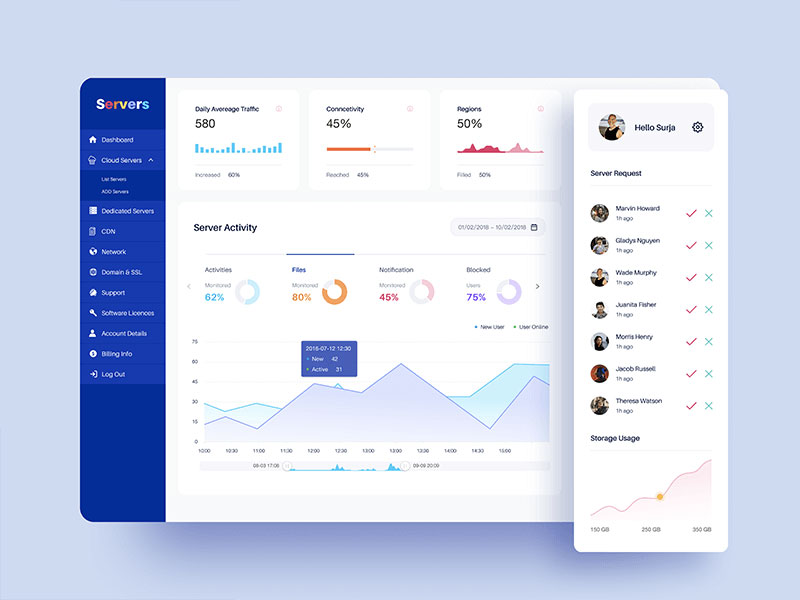 Servers
Dashboard
Cloud Servers
List Servers
ADD Servers
Dedicated Servers
CDN
Network
Domain & SSL
Support
Software Licences
Account Details
Billing Info
Log Out
Daily Avereage Traffic
580
Increased 60%
Conncetivity
45%
Reached 45%
Regions
50%
Filled 50%
Server Activity
01/02/2018 – 10/02/2018
Activities
Monitored
62%
Files
Monitored
80%
Notification
Monitored
45%
Blocked
Users
75%
New User User Online
2015-07-12 12:30
New 42
Active 31
75
60
45
30
15
0
10:00 10:30 11:00 11:30 12:00 12:00 13:00 13:00 13:30 14:00 14:30 15:00
09-03 17:06 09-09 20:09
Hello Surja
Server Request
Marvin Howard
1h ago
Gladys Nguyen
1h ago
Wade Murphy
1h ago
Juanita Fisher
1h ago
Morris Henry
1h ago
Jacob Russell
1h ago
Theresa Watson
1h ago
Storage Usage
150 GB 250 GB 350 GB